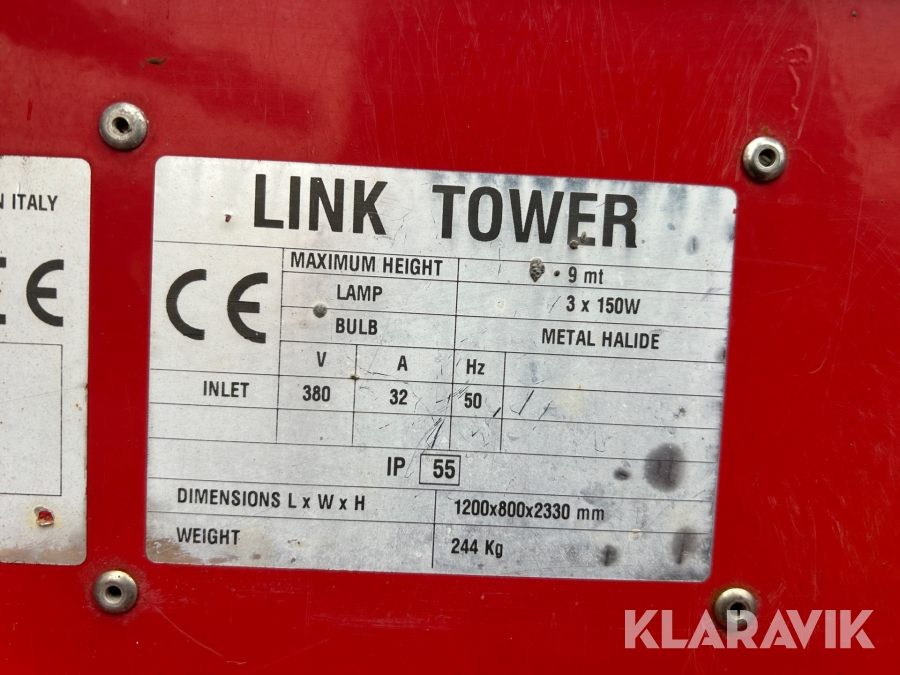 N ITALY
CE
LINK TOWER
CE
MAXIMUM HEIGHT 9 mt
LAMP 3 x 150W
BULB METAL HALIDE
V A Hz
INLET 380 32 50
IP 55
DIMENSIONS L x W x H 1200x800x2330 mm
WEIGHT 244 Kg
KLARAVIK